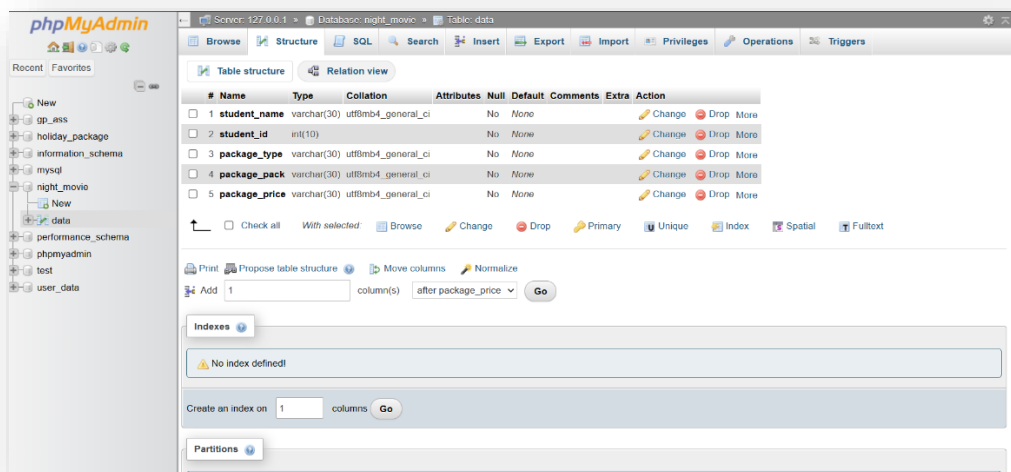 phpMyAdmin
Recent Favorites
New
gp_ass
holiday_package
information_schema
mysql
night_movie
New
data
performance_schema
phpmyadmin
test
user_data
Server: 127.0.0.1 » Database: night_movie » Table: data
Browse Structure SQL Search Insert Export Import Privileges Operations Triggers
Table structure Relation view
# Name Type Collation Attributes Null Default Comments Extra Action
1 student_name varchar(30) utf8mb4_general_ci No None Change Drop More
2 student_id int(10) No None Change Drop More
3 package_type varchar(30) utf8mb4_general_ci No None Change Drop More
4 package_pack varchar(30) utf8mb4_general_ci No None Change Drop More
5 package_price varchar(30) utf8mb4_general_ci No None Change Drop More
Check all With selected: Browse Change Drop Primary Unique Index Spatial Fulltext
Print Propose table structure Move columns Normalize
Add 1 column(s) after package_price Go
Indexes
No index defined!
Create an index on 1 columns Go
Partitions